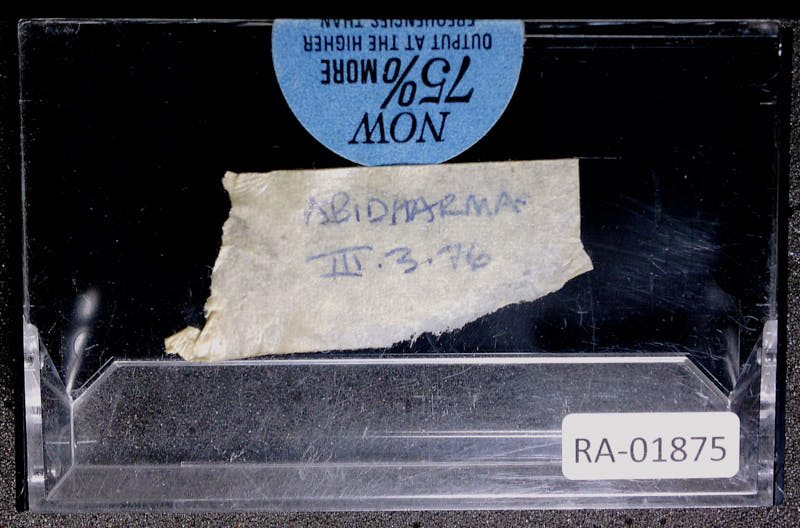 NOW
75% MORE
OUTPUT AT THE HIGHER
FREQUENCIES THAN
ABIDHARMA
III.3.76
RA-01875